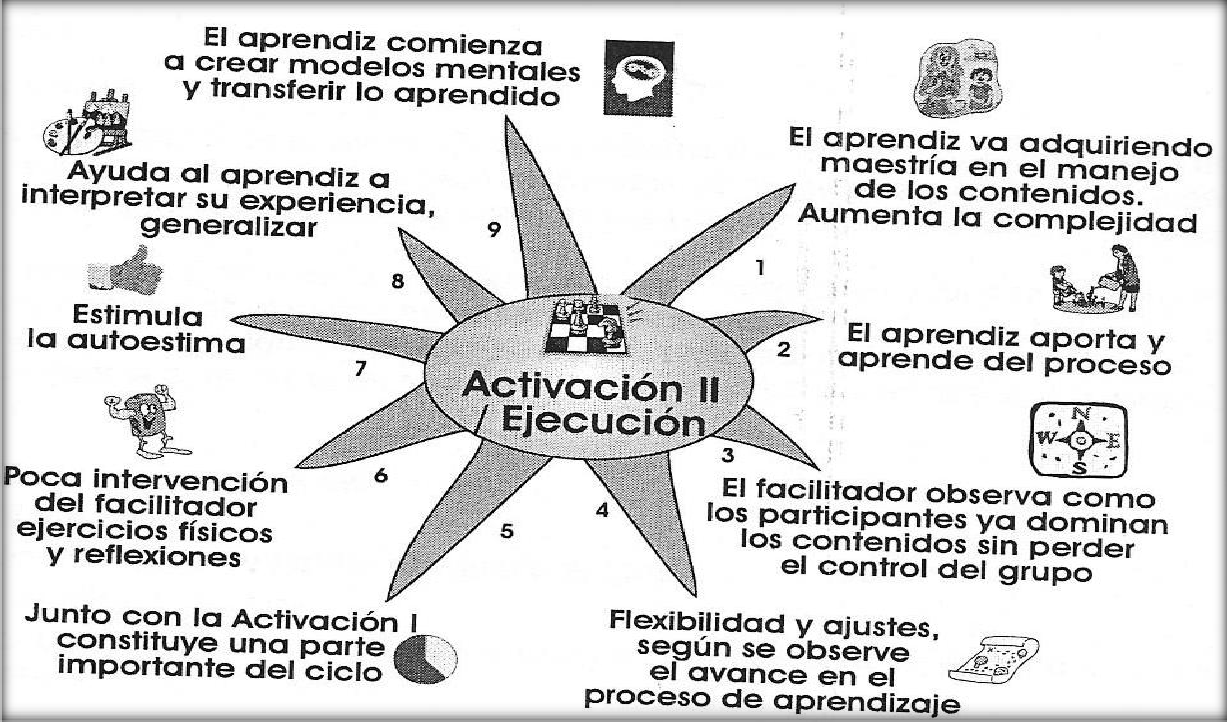 El aprendiz comienza
a crear modelos mentales
y transferir lo aprendido
El aprendiz va adquiriendo
maestría en el manejo
de los contenidos.
Aumenta la complejidad
1
El aprendiz aporta y
aprende del proceso
2
N
W E
S
El facilitador observa como
los participantes ya dominan
los contenidos sin perder
el control del grupo
3
Flexibilidad y ajustes,
según se observe
el avance en el
proceso de aprendizaje
4
Junto con la Activación I
constituye una parte
importante del ciclo
5
Poca intervención
del facilitador
ejercicios físicos
y reflexiones
6
Estimula
la autoestima
7
Ayuda al aprendiz a
interpretar su experiencia,
generalizar
8
9
Activación II
Ejecución